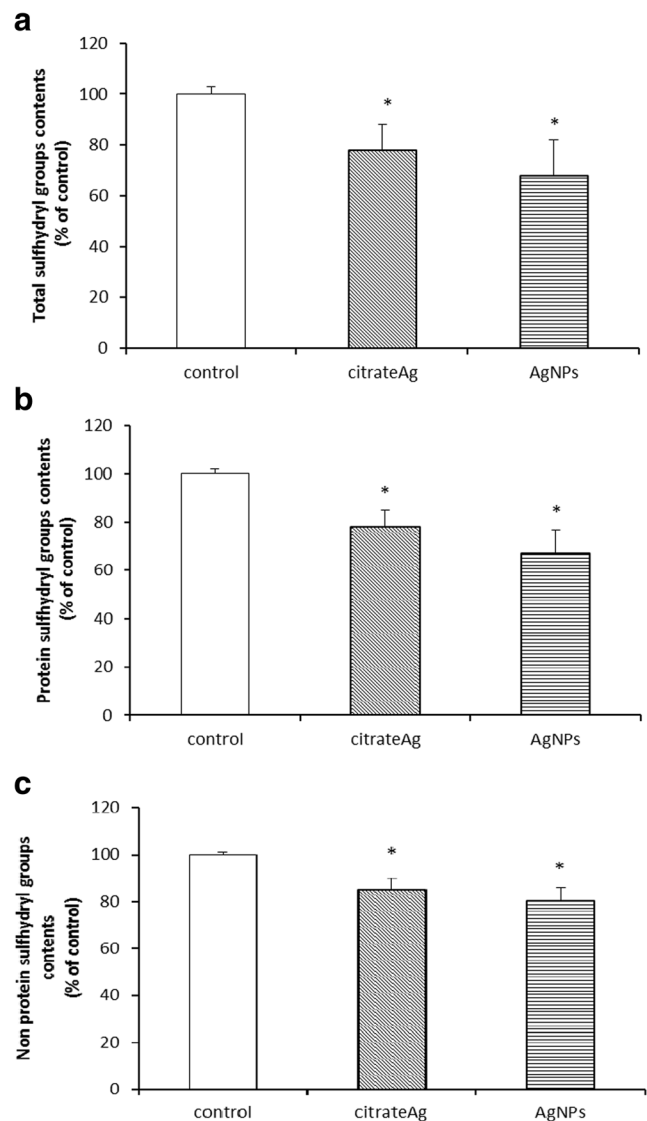 a
Total sulfhydryl groups contents
(% of control)
120
100
80
60
40
20
0
*
*
control citrateAg AgNPs
b
Protein sulfhydryl groups contents
(% of control)
120
100
80
60
40
20
0
*
*
control citrateAg AgNPs
c
Non protein sulfhydryl groups
contents
(% of control)
120
100
80
60
40
20
0
*
*
control citrateAg AgNPs